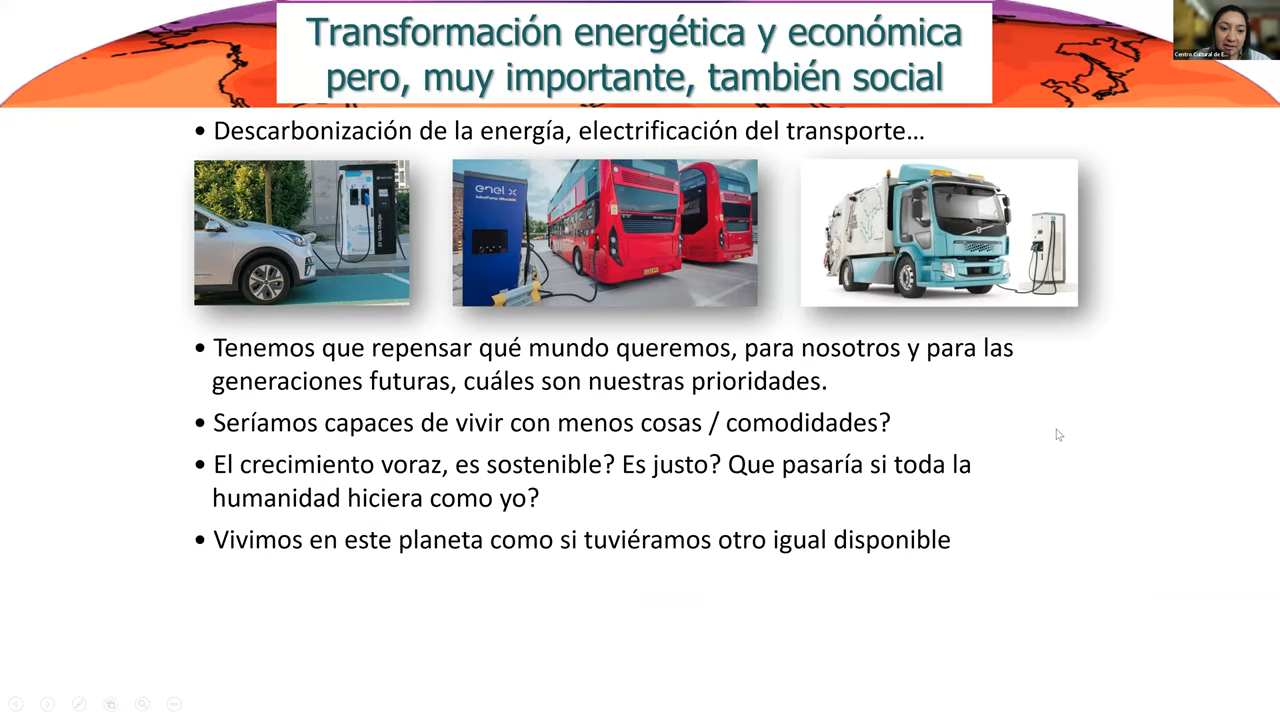 Transformación energética y económica
pero, muy importante, también social
Centro Cultural de E...
• Descarbonización de la energía, electrificación del transporte…
enel x
• Tenemos que repensar qué mundo queremos, para nosotros y para las
generaciones futuras, cuáles son nuestras prioridades.
• Seríamos capaces de vivir con menos cosas / comodidades?
• El crecimiento voraz, es sostenible? Es justo? Que pasaría si toda la
humanidad hiciera como yo?
• Vivimos en este planeta como si tuviéramos otro igual disponible